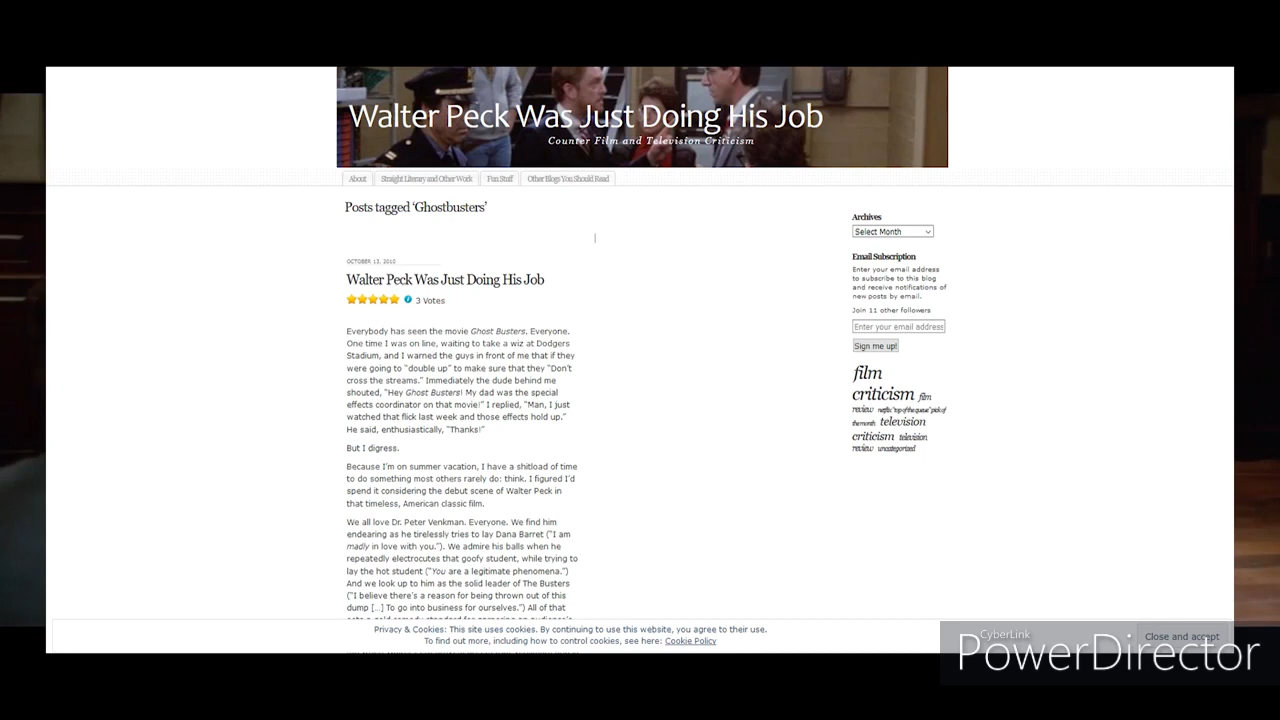 Walter Peck Was Just Doing His Job
Counter Film and Television Criticism
About
Straight Literary and Other Work
Fun Stuff
Other Blogs You Should Read
Posts tagged ‘Ghostbusters’
OCTOBER 13, 2010
Walter Peck Was Just Doing His Job
3 Votes
Everybody has seen the movie Ghost Busters. Everyone.
One time I was on line, waiting to take a wiz at Dodgers
Stadium, and I warned the guys in front of me that if they
were going to “double up” to make sure that they “Don’t
cross the streams.” Immediately the dude behind me
shouted, “Hey Ghost Busters! My dad was the special
effects coordinator on that movie!” I replied, “Man, I just
watched that flick last week and those effects hold up.”
He said, enthusiastically, “Thanks!”
But I digress.
Because I’m on summer vacation, I have a shitload of time
to do something most others rarely do: think. I figured I’d
spend it considering the debut scene of Walter Peck in
that timeless, American classic film.
We all love Dr. Peter Venkman. Everyone. We find him
endearing as he tirelessly tries to lay Dana Barret (“I am
madly in love with you.”). We admire his balls when he
repeatedly electrocutes that goofy student, while trying to
lay the hot student (“You are a legitimate phenomena.”)
And we look up to him as the solid leader of The Busters
(“I believe there’s a reason for being thrown out of this
dump […] To go into business for ourselves.”) All of that
Archives
Select Month
Email Subscription
Enter your email address
to subscribe to this blog
and receive notifications of
new posts by email.
Join 11 other followers
Enter your email address
Sign me up!
film
criticism film
review netflix "top of the queue" pick of
the month television
criticism television
review uncategorized
Privacy & Cookies: This site uses cookies. By continuing to use this website, you agree to their use.
To find out more, including how to control cookies, see here: Cookie Policy
Close and accept
CyberLink
PowerDirector